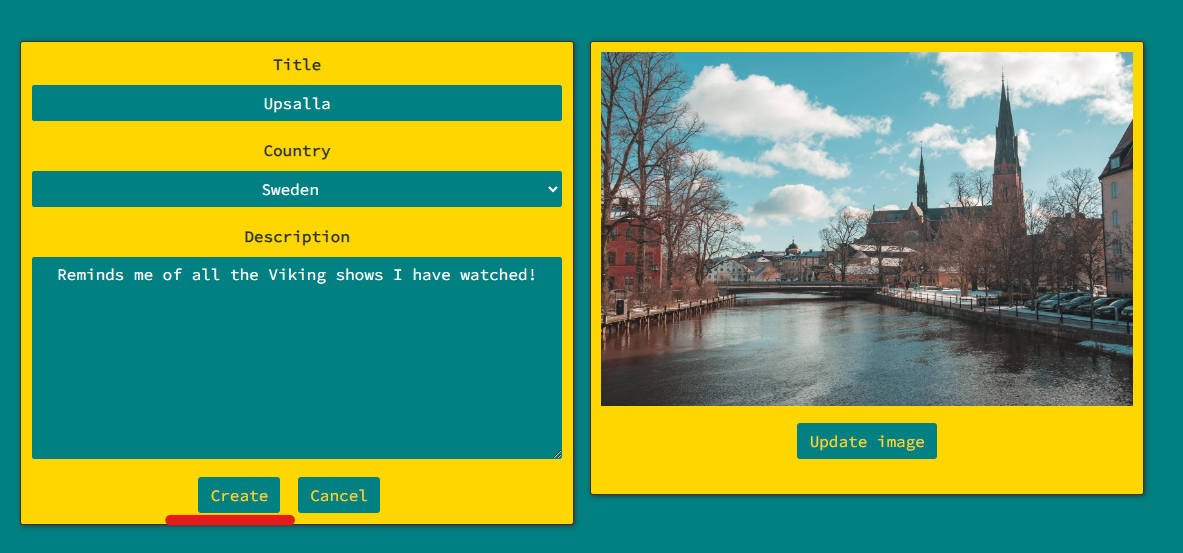 Title
Upsalla
Country
Sweden
Description
Reminds me of all the Viking shows I have watched!
Create Cancel
Update image